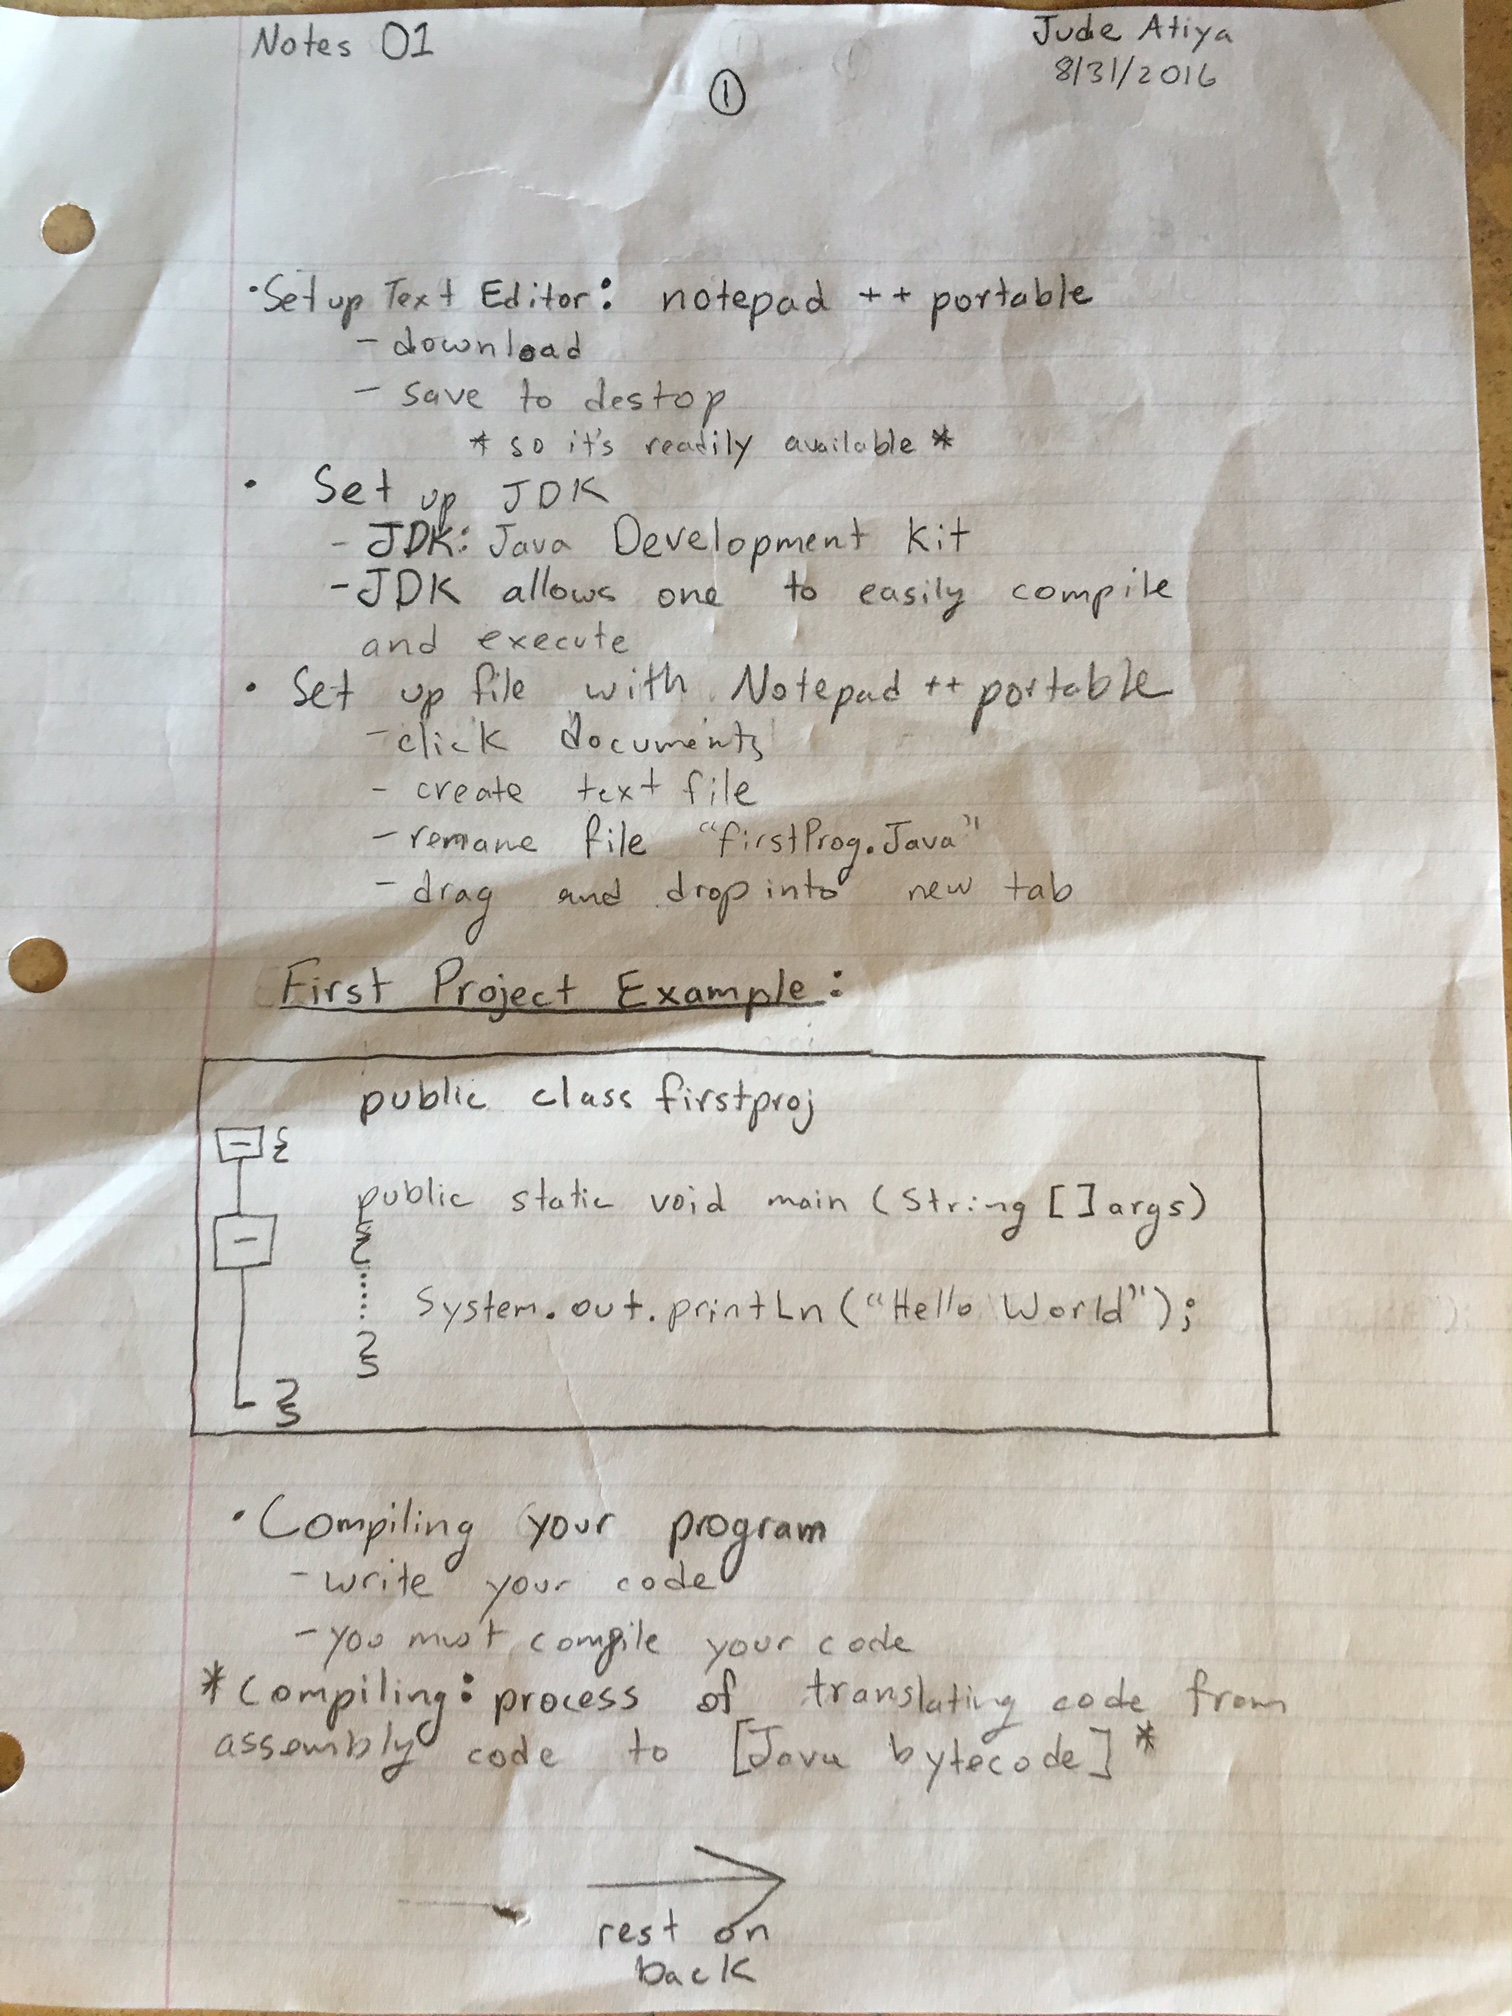 Notes 01
Jude Atiya
8/31/2016
1
• Set up Text Editor: notepad ++ portable
- download
- save to destop
* so it's readily available *
• Set up JDK
- JDK: Java Development Kit
- JDK allows one to easily compile
and execute
• Set up file with Notepad ++ portable
- click documents
- create text file
- remane file "firstProg.Java"
- drag and drop into new tab
First Project Example:
public class firstproj
{
public static void main (String [] args)
{
System.out.printLn ("Hello World");
}
}
• Compiling your program
- write your code
- you must compile your code
* Compiling: process of translating code from
assembly code to [Java bytecode] *
rest on
back